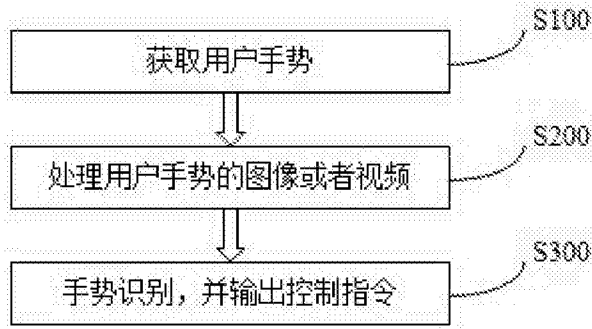 S100
获取用户手势
S200
处理用户手势的图像或者视频
S300
手势识别，并输出控制指令